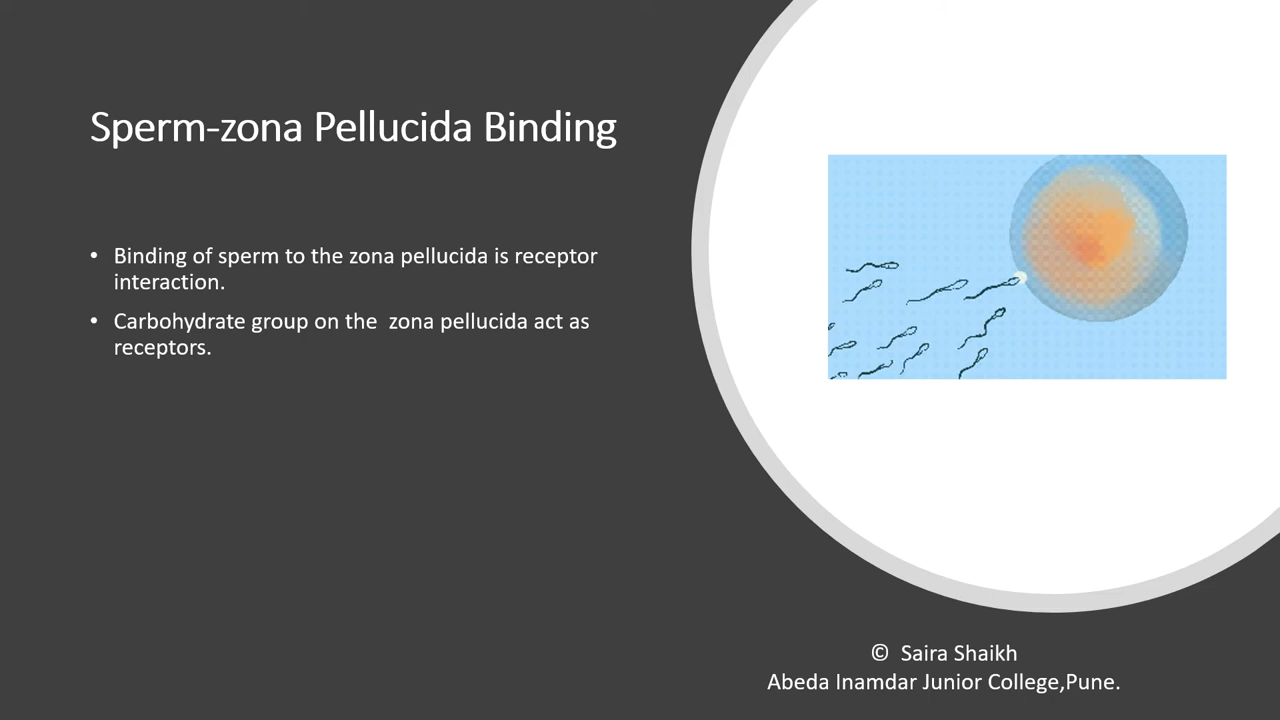 Sperm-zona Pellucida Binding
• Binding of sperm to the zona pellucida is receptor
interaction.
• Carbohydrate group on the  zona pellucida act as
receptors.
©  Saira Shaikh
Abeda Inamdar Junior College,Pune.